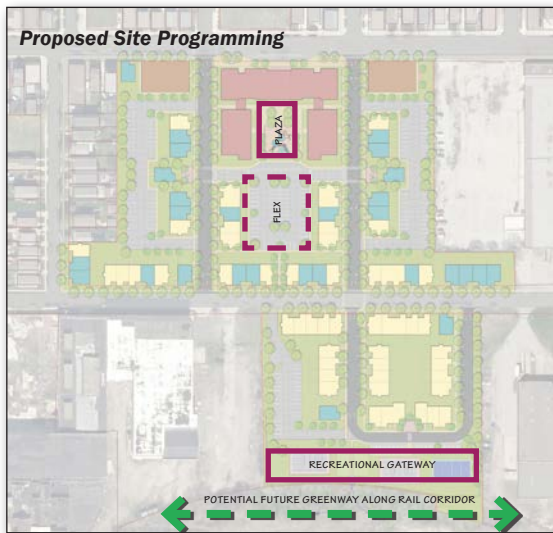 Proposed Site Programming
PLAZA
FLEX
RECREATIONAL GATEWAY
POTENTIAL FUTURE GREENWAY ALONG RAIL CORRIDOR